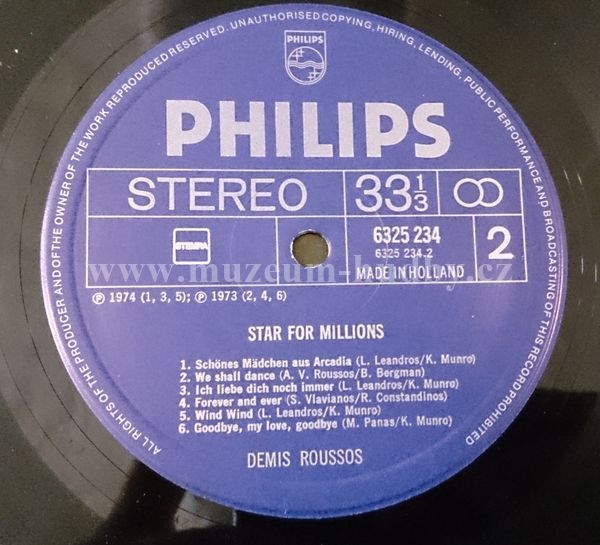 ALL RIGHTS OF THE PRODUCER AND OF THE OWNER OF THE WORK REPRODUCED RESERVED. UNAUTHORISED COPYING, HIRING, LENDING, PUBLIC PERFORMANCE AND BROADCASTING OF THIS RECORD PROHIBITED
PHILIPS
PHILIPS
STEREO 33 1/3
STEMRA 6325 234 2
6325 234.2
MADE IN HOLLAND
www.muzeum-hudby.cz
℗ 1974 (1, 3, 5); ℗ 1973 (2, 4, 6)
STAR FOR MILLIONS
1. Schönes Mädchen aus Arcadia (L. Leandros/K. Munro)
2. We shall dance (A. V. Roussos/B. Bergman)
3. Ich liebe dich noch immer (L. Leandros/K. Munro)
4. Forever and ever (S. Vlavianos/R. Constandinos)
5. Wind Wind (L. Leandros/K. Munro)
6. Goodbye, my love, goodbye (M. Panas/K. Munro)
DEMIS ROUSSOS